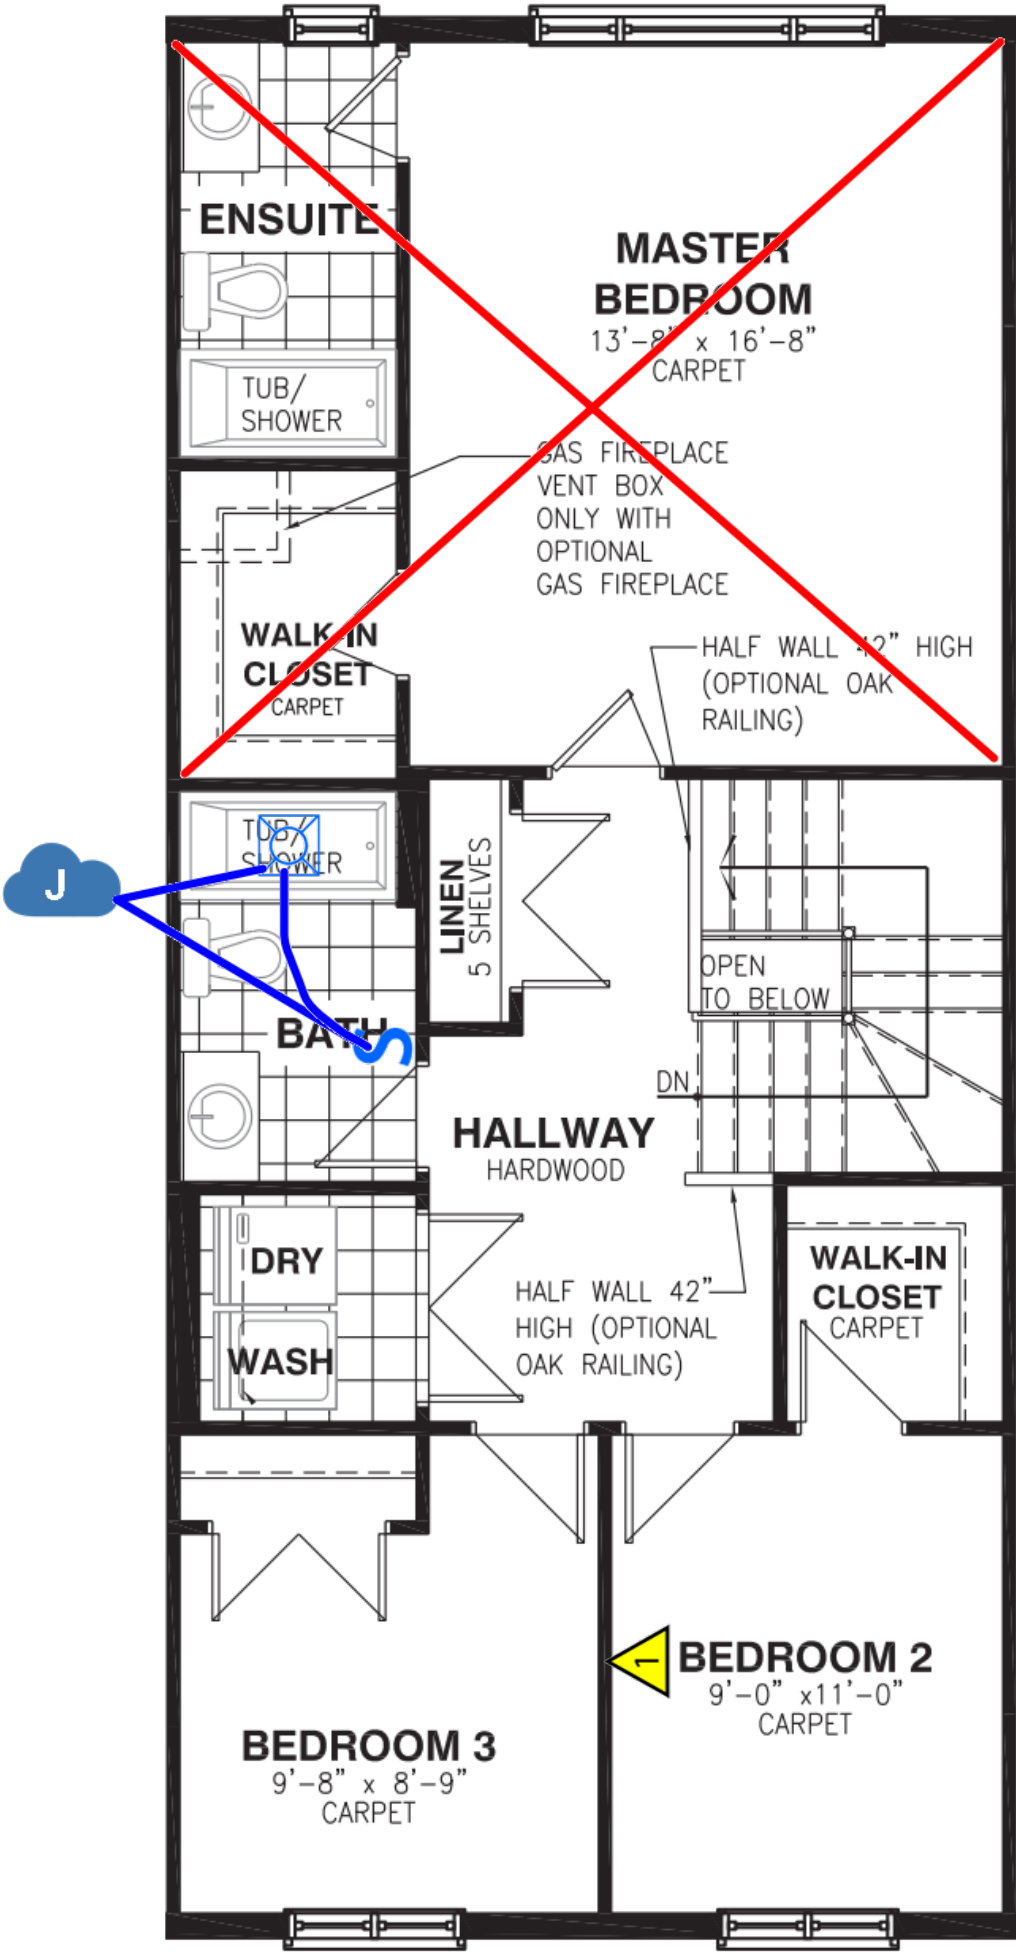 ENSUITE
MASTER
BEDROOM
13'-8" x 16'-8"
CARPET
TUB/
SHOWER
GAS FIREPLACE
VENT BOX
ONLY WITH
OPTIONAL
GAS FIREPLACE
WALK-IN
CLOSET
CARPET
HALF WALL 42" HIGH
(OPTIONAL OAK
RAILING)
TUB/
SHOWER
J
LINEN
5 SHELVES
OPEN
TO BELOW
BATH
S
DN
HALLWAY
HARDWOOD
DRY
WASH
HALF WALL 42"
HIGH (OPTIONAL
OAK RAILING)
WALK-IN
CLOSET
CARPET
1
BEDROOM 2
9'-0" x11'-0"
CARPET
BEDROOM 3
9'-8" x 8'-9"
CARPET